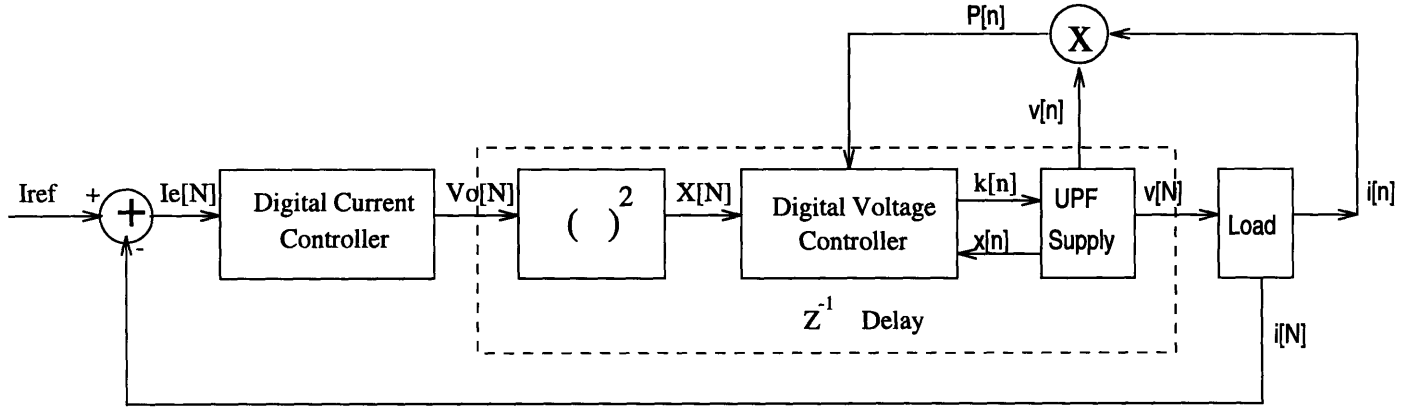 P[n]
X
v[n]
i[n]
Iref
+
+
-
Ie[N]
Digital Current
Controller
Vo[N]
( )2
X[N]
Digital Voltage
Controller
k[n]
x[n]
UPF
Supply
v[N]
Load
Z-1 Delay
i[N]